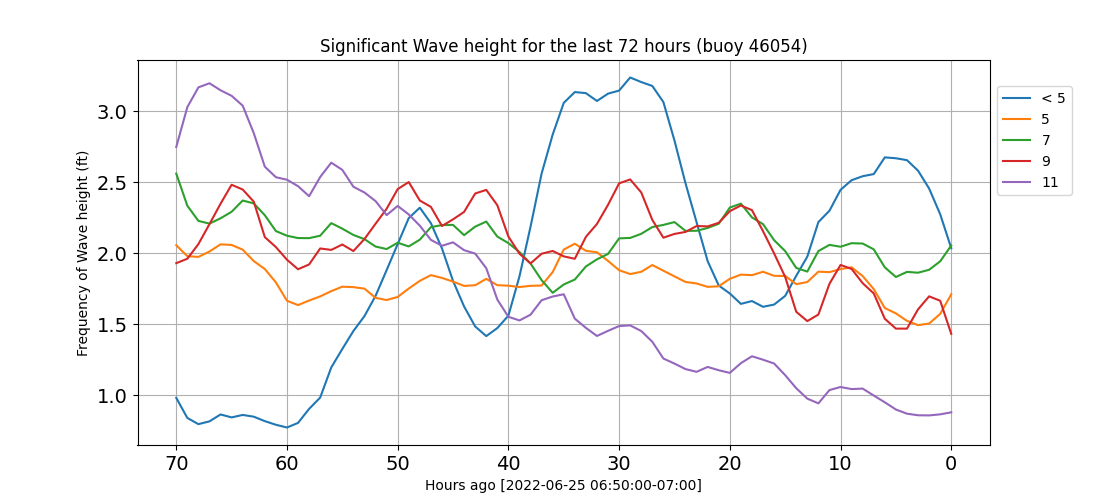 Significant Wave height for the last 72 hours (buoy 46054)
Frequency of Wave height (ft)
3.0
2.5
2.0
1.5
1.0
70 60 50 40 30 20 10 0
Hours ago [2022-06-25 06:50:00-07:00]
< 5
5
7
9
11